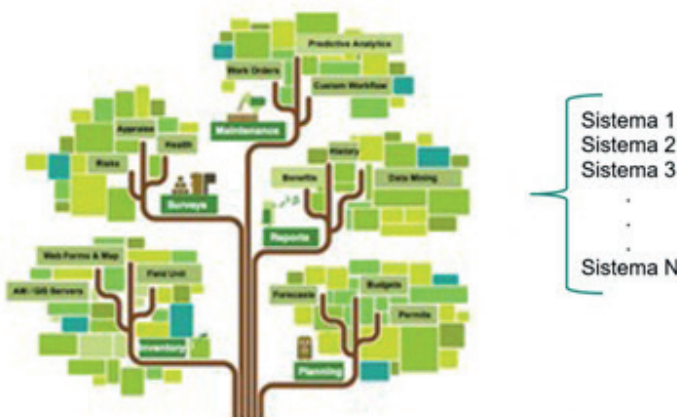 Predictive Analytics
Work Orders
Custom Workflow
Maintenance
Appraise
Health
Risks
Surveys
History
Benefits
Data Mining
Reports
Web Forms & Map
Field Unit
AM / GIS Servers
Inventory
Forecasts
Budgets
Permits
Planning
Sistema 1
Sistema 2
Sistema 3
.
.
.
Sistema N